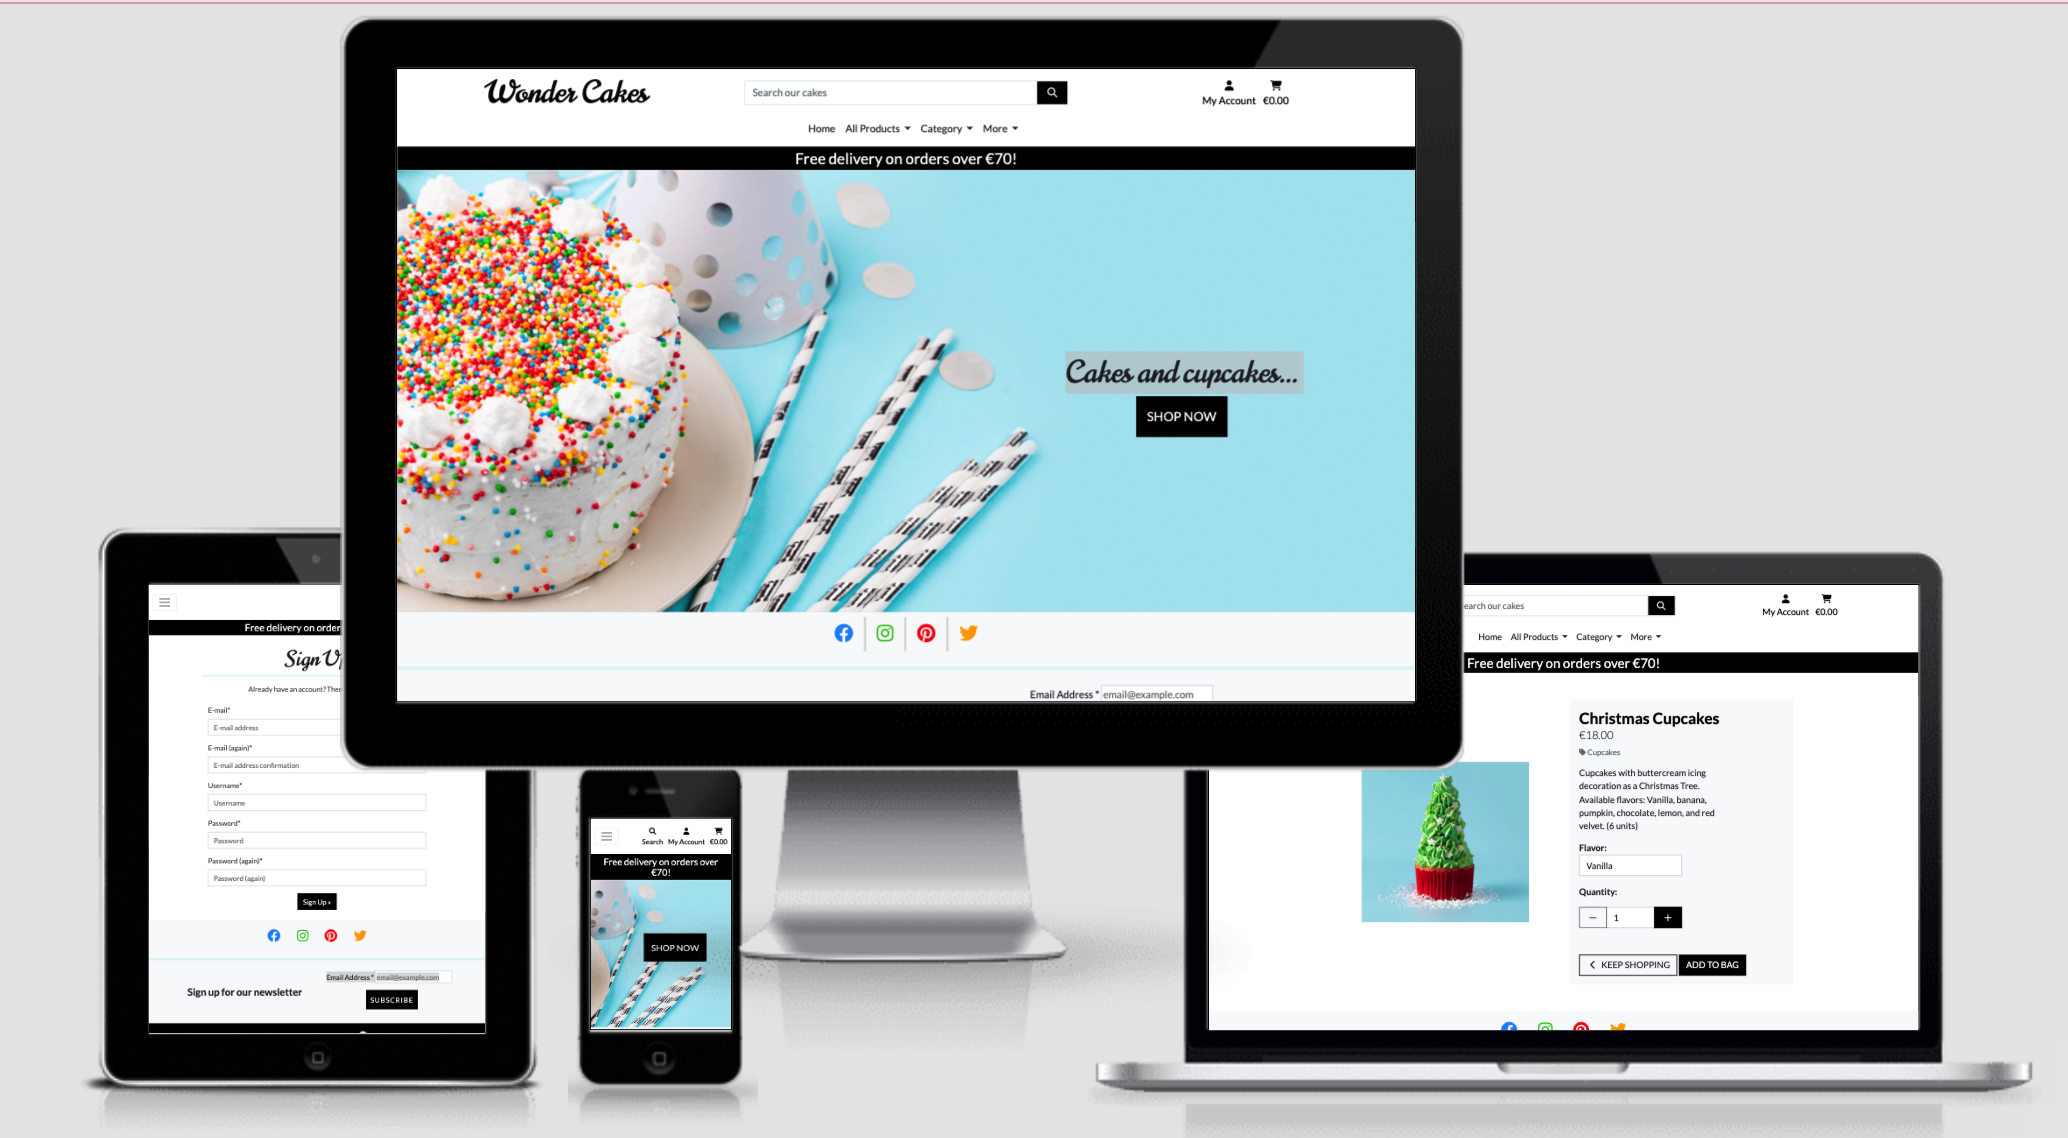 Wonder Cakes
Search our cakes
My Account €0.00
Home All Products Category More
Free delivery on orders over €70!
Cakes and cupcakes...
SHOP NOW
Email Address * email@example.com
Free delivery on order
Sign U
Already have an account? Ther
E-mail*
E-mail address
E-mail (again)*
E-mail address confirmation
Username*
Username
Password*
Password
Password (again)*
Password (again)
Sign Up »
Email Address * email@example.com
Sign up for our newsletter
SUBSCRIBE
Search My Account €0.00
Free delivery on orders over
€70!
SHOP NOW
earch our cakes
My Account €0.00
Home All Products Category More
Free delivery on orders over €70!
Christmas Cupcakes
€18.00
Cupcakes
Cupcakes with buttercream icing
decoration as a Christmas Tree.
Available flavors: Vanilla, banana,
pumpkin, chocolate, lemon, and red
velvet. (6 units)
Flavor:
Vanilla
Quantity:
− 1 +
KEEP SHOPPING ADD TO BAG